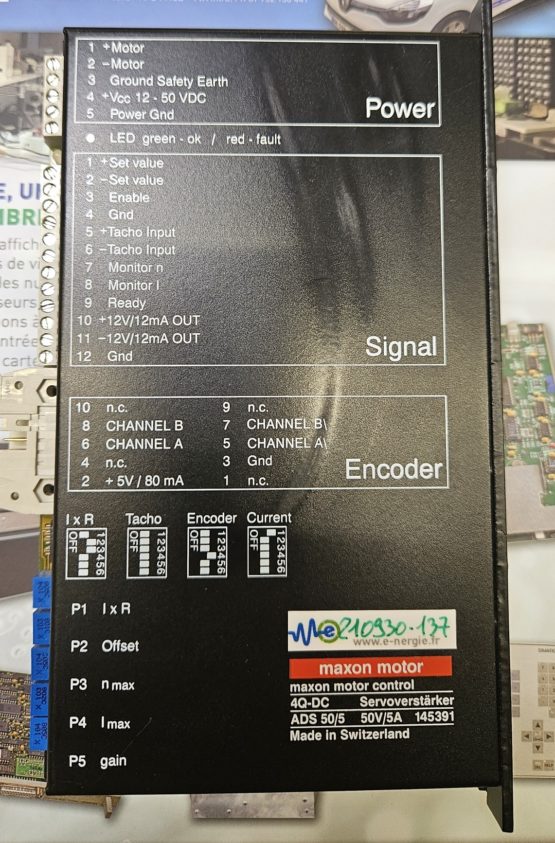 1 +Motor
2 -Motor
3 Ground Safety Earth
4 +Vcc 12 - 50 VDC
5 Power Gnd
Power
LED green - ok / red - fault
1 +Set value
2 -Set value
3 Enable
4 Gnd
5 +Tacho Input
6 -Tacho Input
7 Monitor n
8 Monitor I
9 Ready
10 +12V/12mA OUT
11 -12V/12mA OUT
12 Gnd
Signal
10 n.c. 9 n.c.
8 CHANNEL B 7 CHANNEL B\
6 CHANNEL A 5 CHANNEL A\
4 n.c. 3 Gnd
2 +5V / 80 mA 1 n.c.
Encoder
I x R Tacho Encoder Current
OFF 123456 OFF 123456 OFF 123456 OFF 123456
P1 I x R
P2 Offset
P3 n max
P4 I max
P5 gain
e 210930-137
www.e-nergie.fr
maxon motor
maxon motor control
4Q-DC Servoverstärker
ADS 50/5 50V/5A 145391
Made in Switzerland